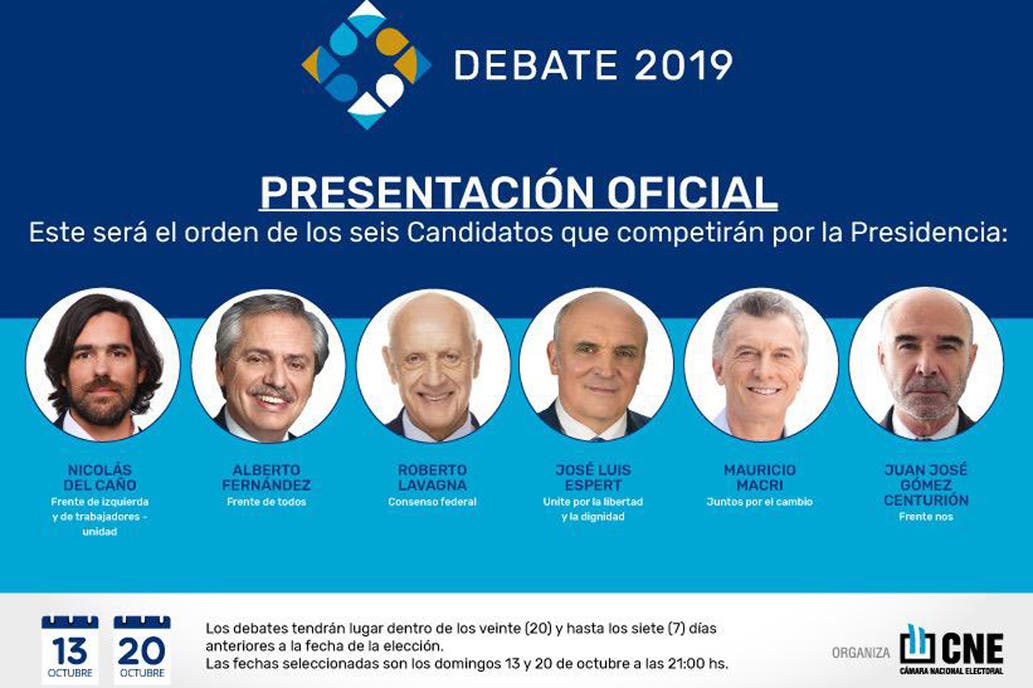 DEBATE 2019
PRESENTACIÓN OFICIAL
Este será el orden de los seis Candidatos que competirán por la Presidencia:
NICOLÁS
DEL CAÑO
Frente de izquierda
y de trabajadores -
unidad
ALBERTO
FERNÁNDEZ
Frente de todos
ROBERTO
LAVAGNA
Consenso federal
JOSÉ LUIS
ESPERT
Unite por la libertad
y la dignidad
MAURICIO
MACRI
Juntos por el cambio
JUAN JOSÉ
GÓMEZ
CENTURIÓN
Frente nos
13
OCTUBRE
20
OCTUBRE
Los debates tendrán lugar dentro de los veinte (20) y hasta los siete (7) días
anteriores a la fecha de la elección.
Las fechas seleccionadas son los domingos 13 y 20 de octubre a las 21:00 hs.
ORGANIZA
CNE
CÁMARA NACIONAL ELECTORAL